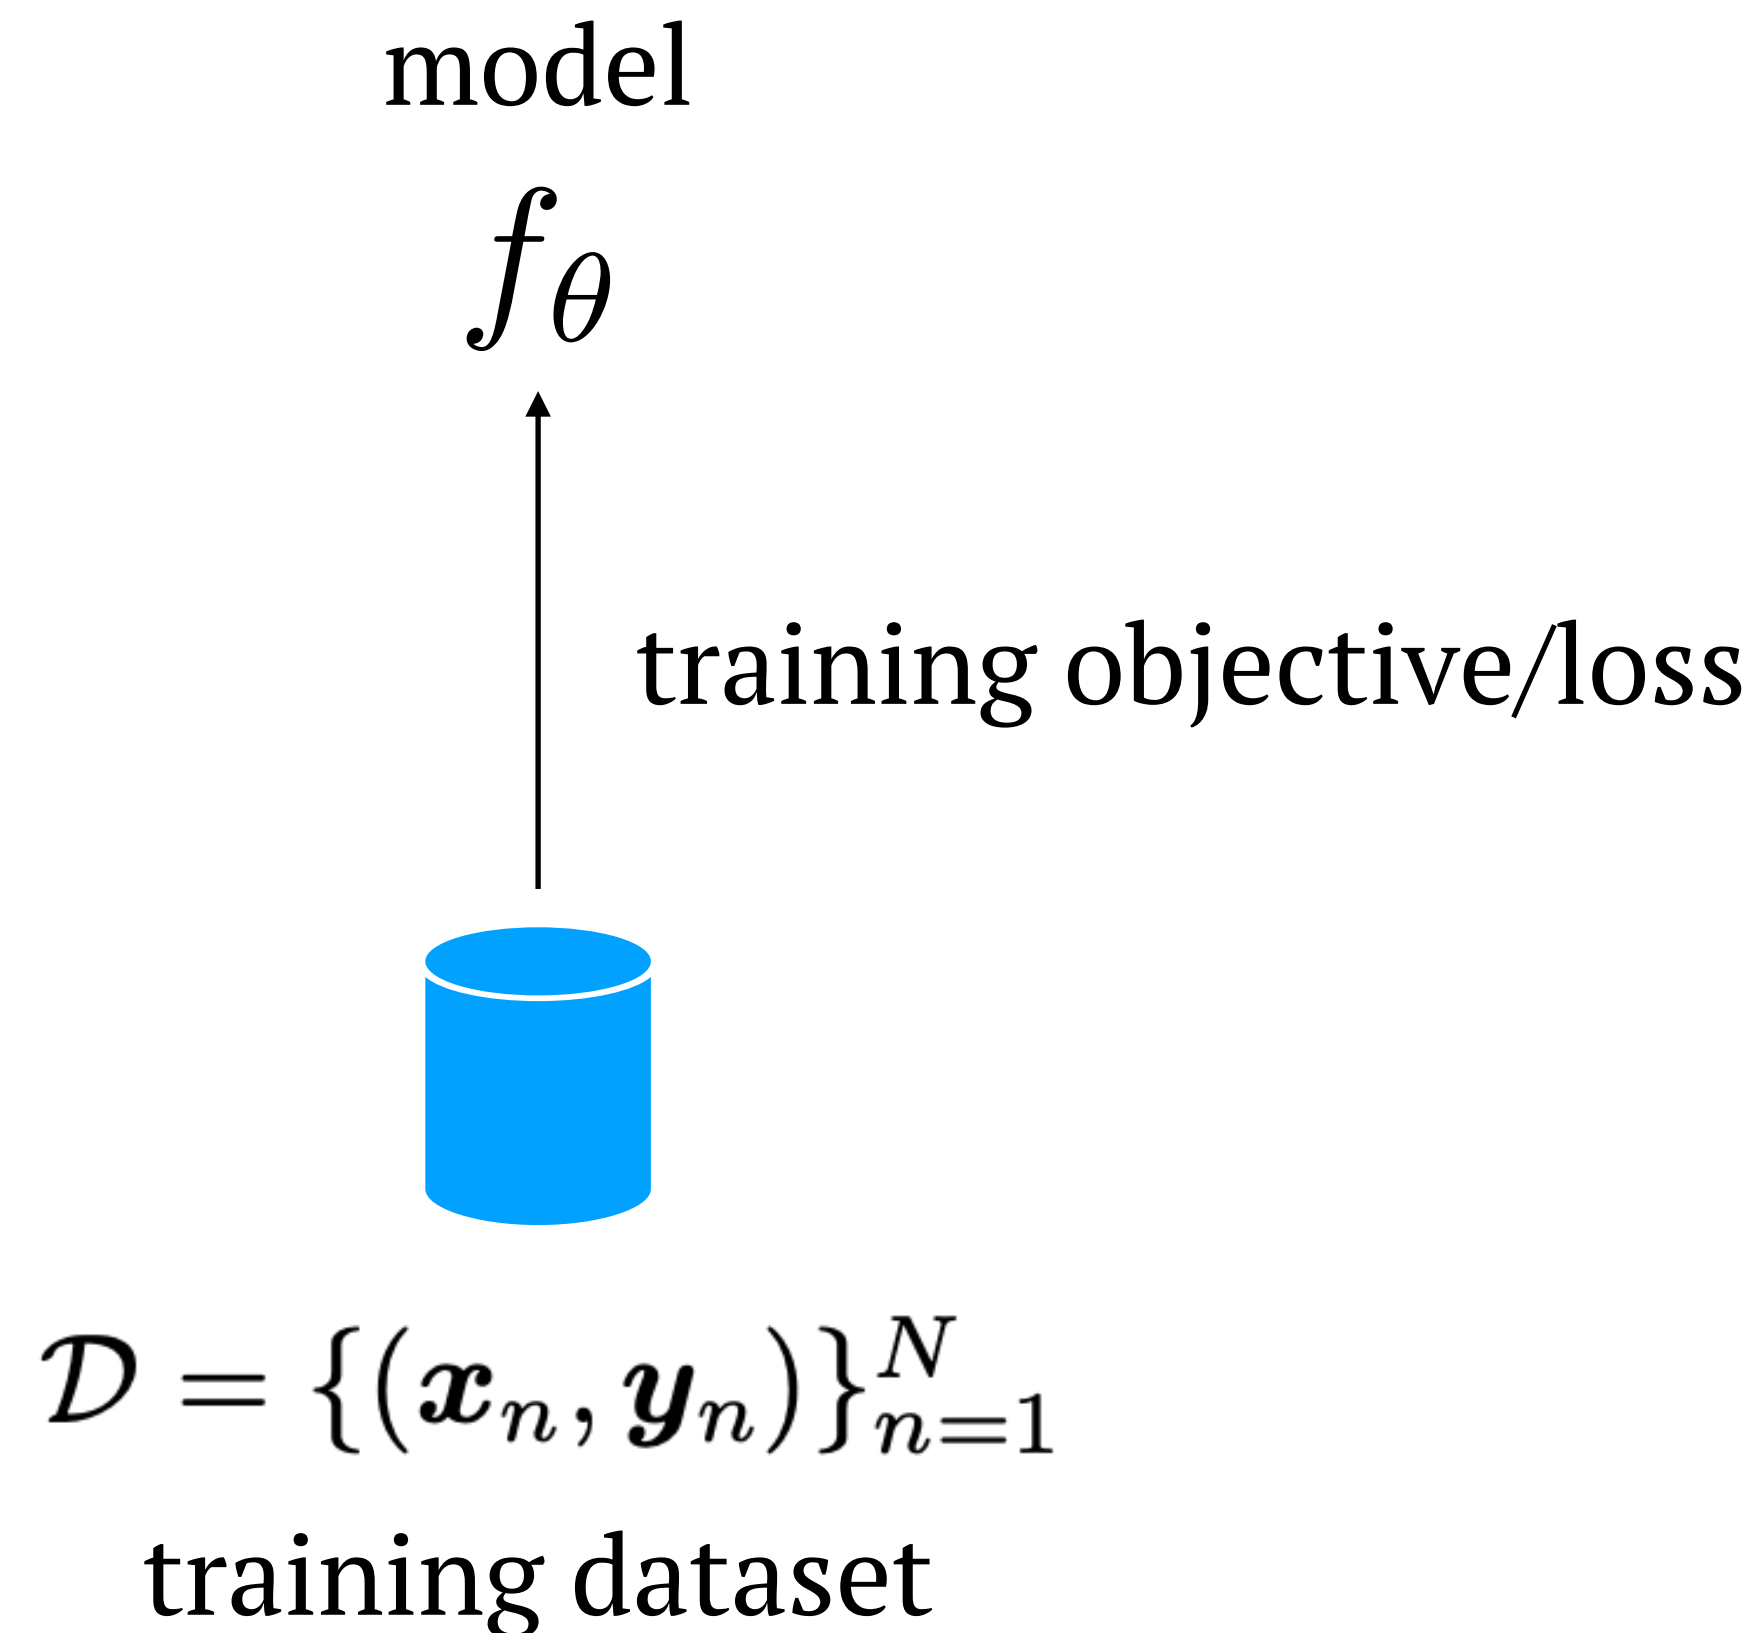 model
f_θ
training objective/loss
𝒟 = {(𝒙_n, 𝒚_n)}_{n=1}^N
training dataset